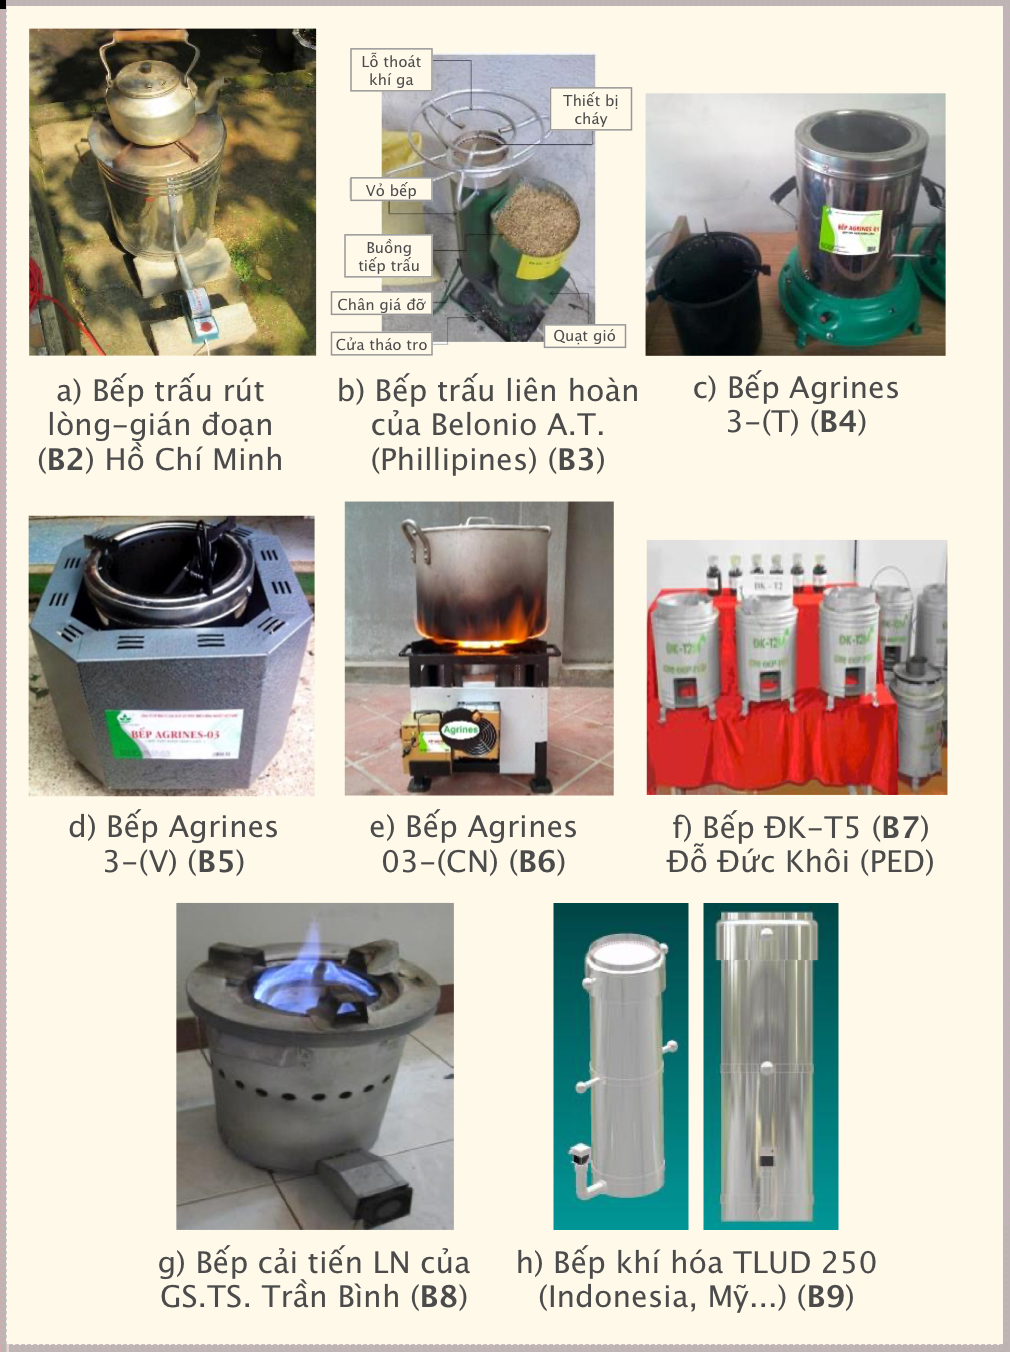 Lỗ thoát
khí ga
Thiết bị
cháy
Vỏ bếp
Buồng
tiếp trấu
Chân giá đỡ
Cửa tháo tro
Quạt gió
BẾP AGRINES-01
a) Bếp trấu rút
lòng-gián đoạn
(B2) Hồ Chí Minh
b) Bếp trấu liên hoàn
của Belonio A.T.
(Phillipines) (B3)
c) Bếp Agrines
3-(T) (B4)
BẾP AGRINES-03
Agrines
ĐK - T2
ĐK-T2
ĐK-T2
ĐK-T2
d) Bếp Agrines
3-(V) (B5)
e) Bếp Agrines
03-(CN) (B6)
f) Bếp ĐK-T5 (B7)
Đỗ Đức Khôi (PED)
g) Bếp cải tiến LN của
GS.TS. Trần Bình (B8)
h) Bếp khí hóa TLUD 250
(Indonesia, Mỹ...) (B9)